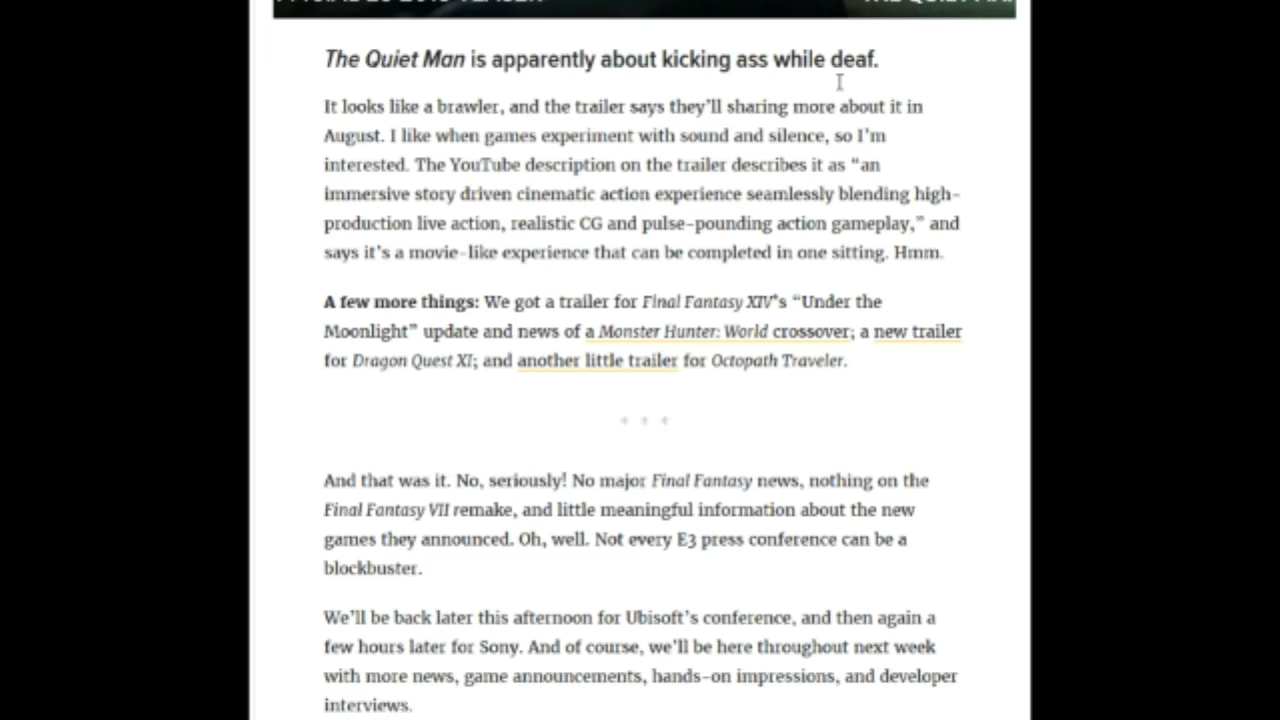 The Quiet Man is apparently about kicking ass while deaf.
It looks like a brawler, and the trailer says they’ll sharing more about it in
August. I like when games experiment with sound and silence, so I’m
interested. The YouTube description on the trailer describes it as “an
immersive story driven cinematic action experience seamlessly blending high-
production live action, realistic CG and pulse-pounding action gameplay,” and
says it’s a movie-like experience that can be completed in one sitting. Hmm.
A few more things: We got a trailer for Final Fantasy XIV’s “Under the
Moonlight” update and news of a Monster Hunter: World crossover; a new trailer
for Dragon Quest XI; and another little trailer for Octopath Traveler.
And that was it. No, seriously! No major Final Fantasy news, nothing on the
Final Fantasy VII remake, and little meaningful information about the new
games they announced. Oh, well. Not every E3 press conference can be a
blockbuster.
We’ll be back later this afternoon for Ubisoft’s conference, and then again a
few hours later for Sony. And of course, we’ll be here throughout next week
with more news, game announcements, hands-on impressions, and developer
interviews.